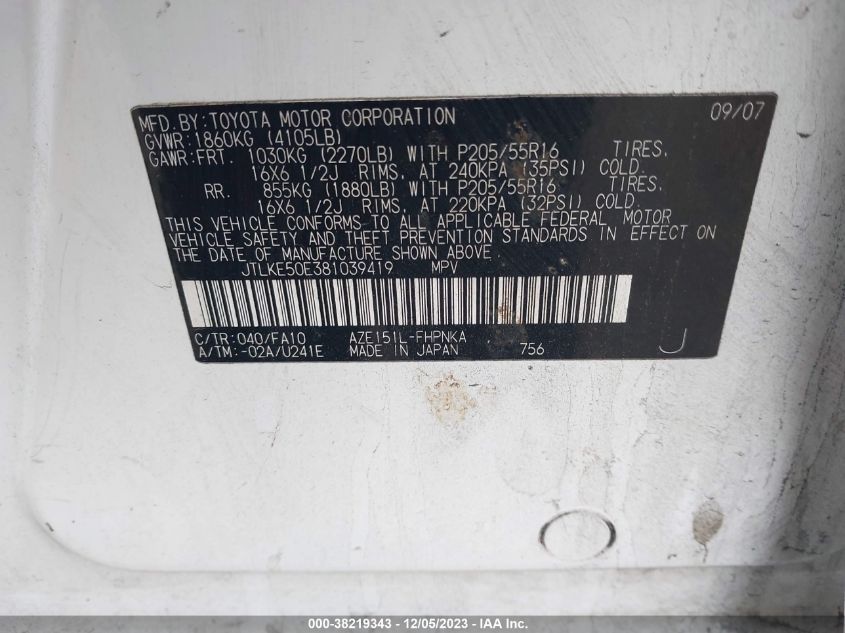 MFD.BY:TOYOTA MOTOR CORPORATION 09/07
GVWR:1860KG (4105LB)
GAWR:FRT. 1030KG (2270LB) WITH P205/55R16 TIRES,
16X6 1/2J RIMS, AT 240KPA (35PSI) COLD.
RR. 855KG (1880LB) WITH P205/55R16 TIRES,
16X6 1/2J RIMS, AT 220KPA (32PSI) COLD.
THIS VEHICLE CONFORMS TO ALL APPLICABLE FEDERAL MOTOR
VEHICLE SAFETY AND THEFT PREVENTION STANDARDS IN EFFECT ON
THE DATE OF MANUFACTURE SHOWN ABOVE.
JTLKE50E381039419 MPV
C/TR:040/FA10 AZE151L-FHPNKA
A/TM:-02A/U241E MADE IN JAPAN 756 J
000-38219343 - 12/05/2023 - IAA Inc.